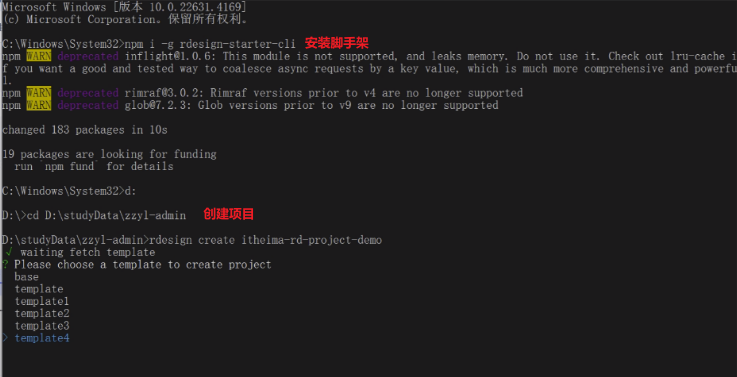 Microsoft Windows [版本 10.0.22631.4169]
(c) Microsoft Corporation。保留所有权利。
C:\Windows\System32>npm i -g rdesign-starter-cli 安装脚手架
npm WARN deprecated inflight@1.0.6: This module is not supported, and leaks memory. Do not use it. Check out lru-cache i
f you want a good and tested way to coalesce async requests by a key value, which is much more comprehensive and powerfu
l.
npm WARN deprecated rimraf@3.0.2: Rimraf versions prior to v4 are no longer supported
npm WARN deprecated glob@7.2.3: Glob versions prior to v9 are no longer supported
changed 183 packages in 10s
19 packages are looking for funding
run `npm fund` for details
C:\Windows\System32>d:
D:\>cd D:\studyData\zzyl-admin 创建项目
D:\studyData\zzyl-admin>rdesign create itheima-rd-project-demo
√ waiting fetch template
? Please choose a template to create project
base
template
template1
template2
template3
> template4